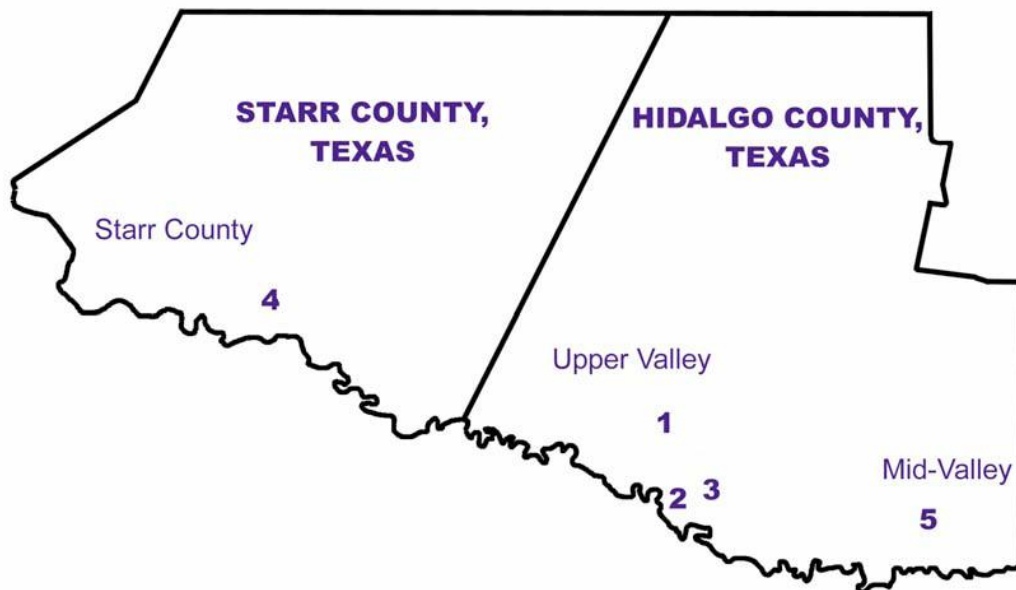 STARR COUNTY,
TEXAS
HIDALGO COUNTY,
TEXAS
Starr County
4
Upper Valley
1
2
3
Mid-Valley
5